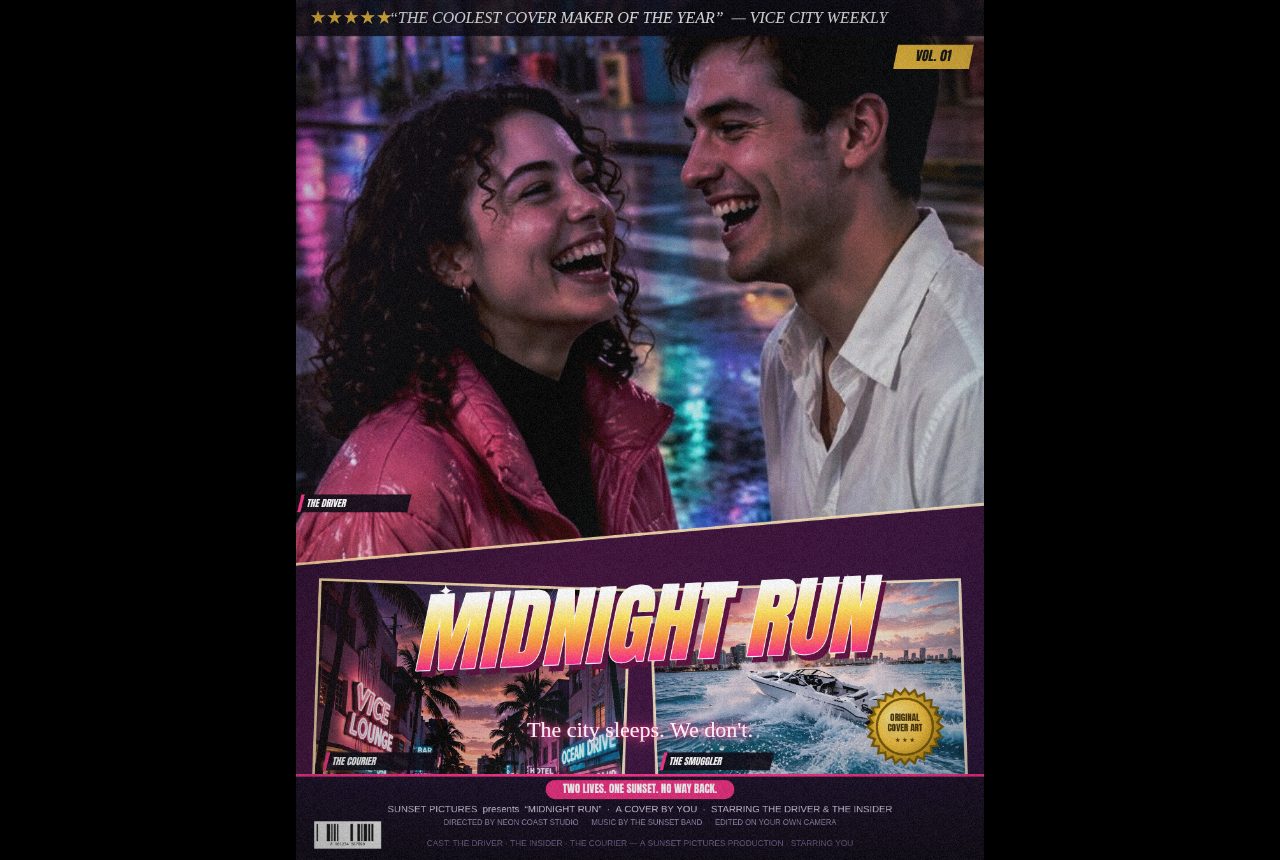 ★★★★★“THE COOLEST COVER MAKER OF THE YEAR” — VICE CITY WEEKLY
VOL. 01
THE DRIVER
MIDNIGHT RUN
VICE
LOUNGE
BAR
HOTEL
OCEAN DRIVE
The city sleeps. We don't.
ORIGINAL
COVER ART
★ ★ ★
THE COURIER
THE SMUGGLER
TWO LIVES. ONE SUNSET. NO WAY BACK.
SUNSET PICTURES presents “MIDNIGHT RUN” · A COVER BY YOU · STARRING THE DRIVER & THE INSIDER
DIRECTED BY NEON COAST STUDIO MUSIC BY THE SUNSET BAND EDITED ON YOUR OWN CAMERA
CAST: THE DRIVER · THE INSIDER · THE COURIER — A SUNSET PICTURES PRODUCTION · STARRING YOU